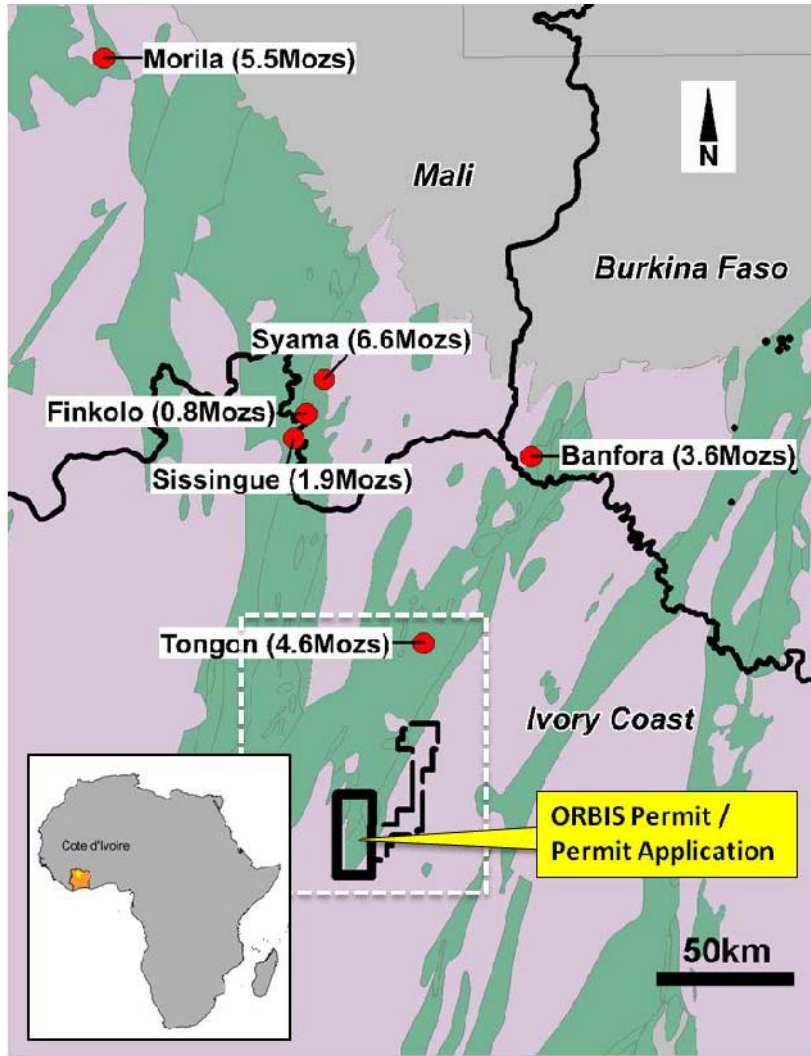 Morila (5.5Mozs)
N
Mali
Burkina Faso
Syama (6.6Mozs)
Finkolo (0.8Mozs)
Banfora (3.6Mozs)
Sissingue (1.9Mozs)
Tongon (4.6Mozs)
Ivory Coast
Cote d'Ivoire
ORBIS Permit /
Permit Application
50km